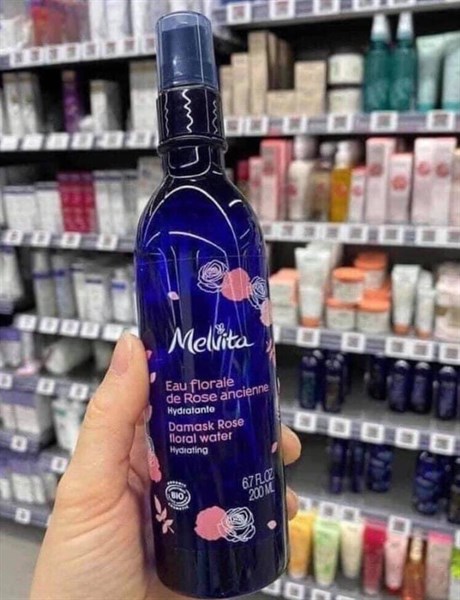 Melvita
Eau florale
de Rose ancienne
Hydratante
Damask Rose
floral water
Hydrating
6.7 FL.OZ
200 ML
BIO